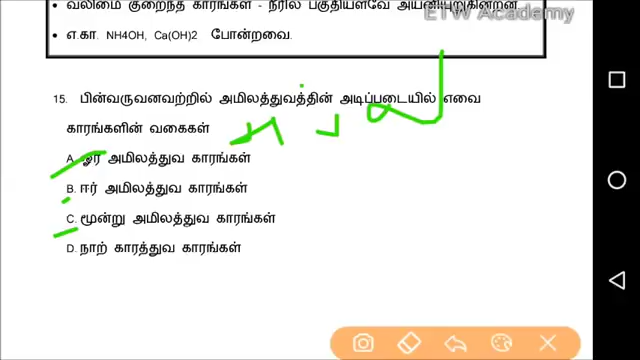 வலிமை குறைந்த காரங்கள் - நீரில் பகுதியளவே அயனியுறுகின்றன
எ.கா. NH4OH, Ca(OH)2 போன்றவை.
ETW Academy
15. பின்வருவனவற்றில் அமிலத்துவத்தின் அடிப்படையில் எவை
காரங்களின் வகைகள்
A. ஓர் அமிலத்துவ காரங்கள்
B. ஈர் அமிலத்துவ காரங்கள்
C. மூன்று அமிலத்துவ காரங்கள்
D. நாற் காரத்துவ காரங்கள்